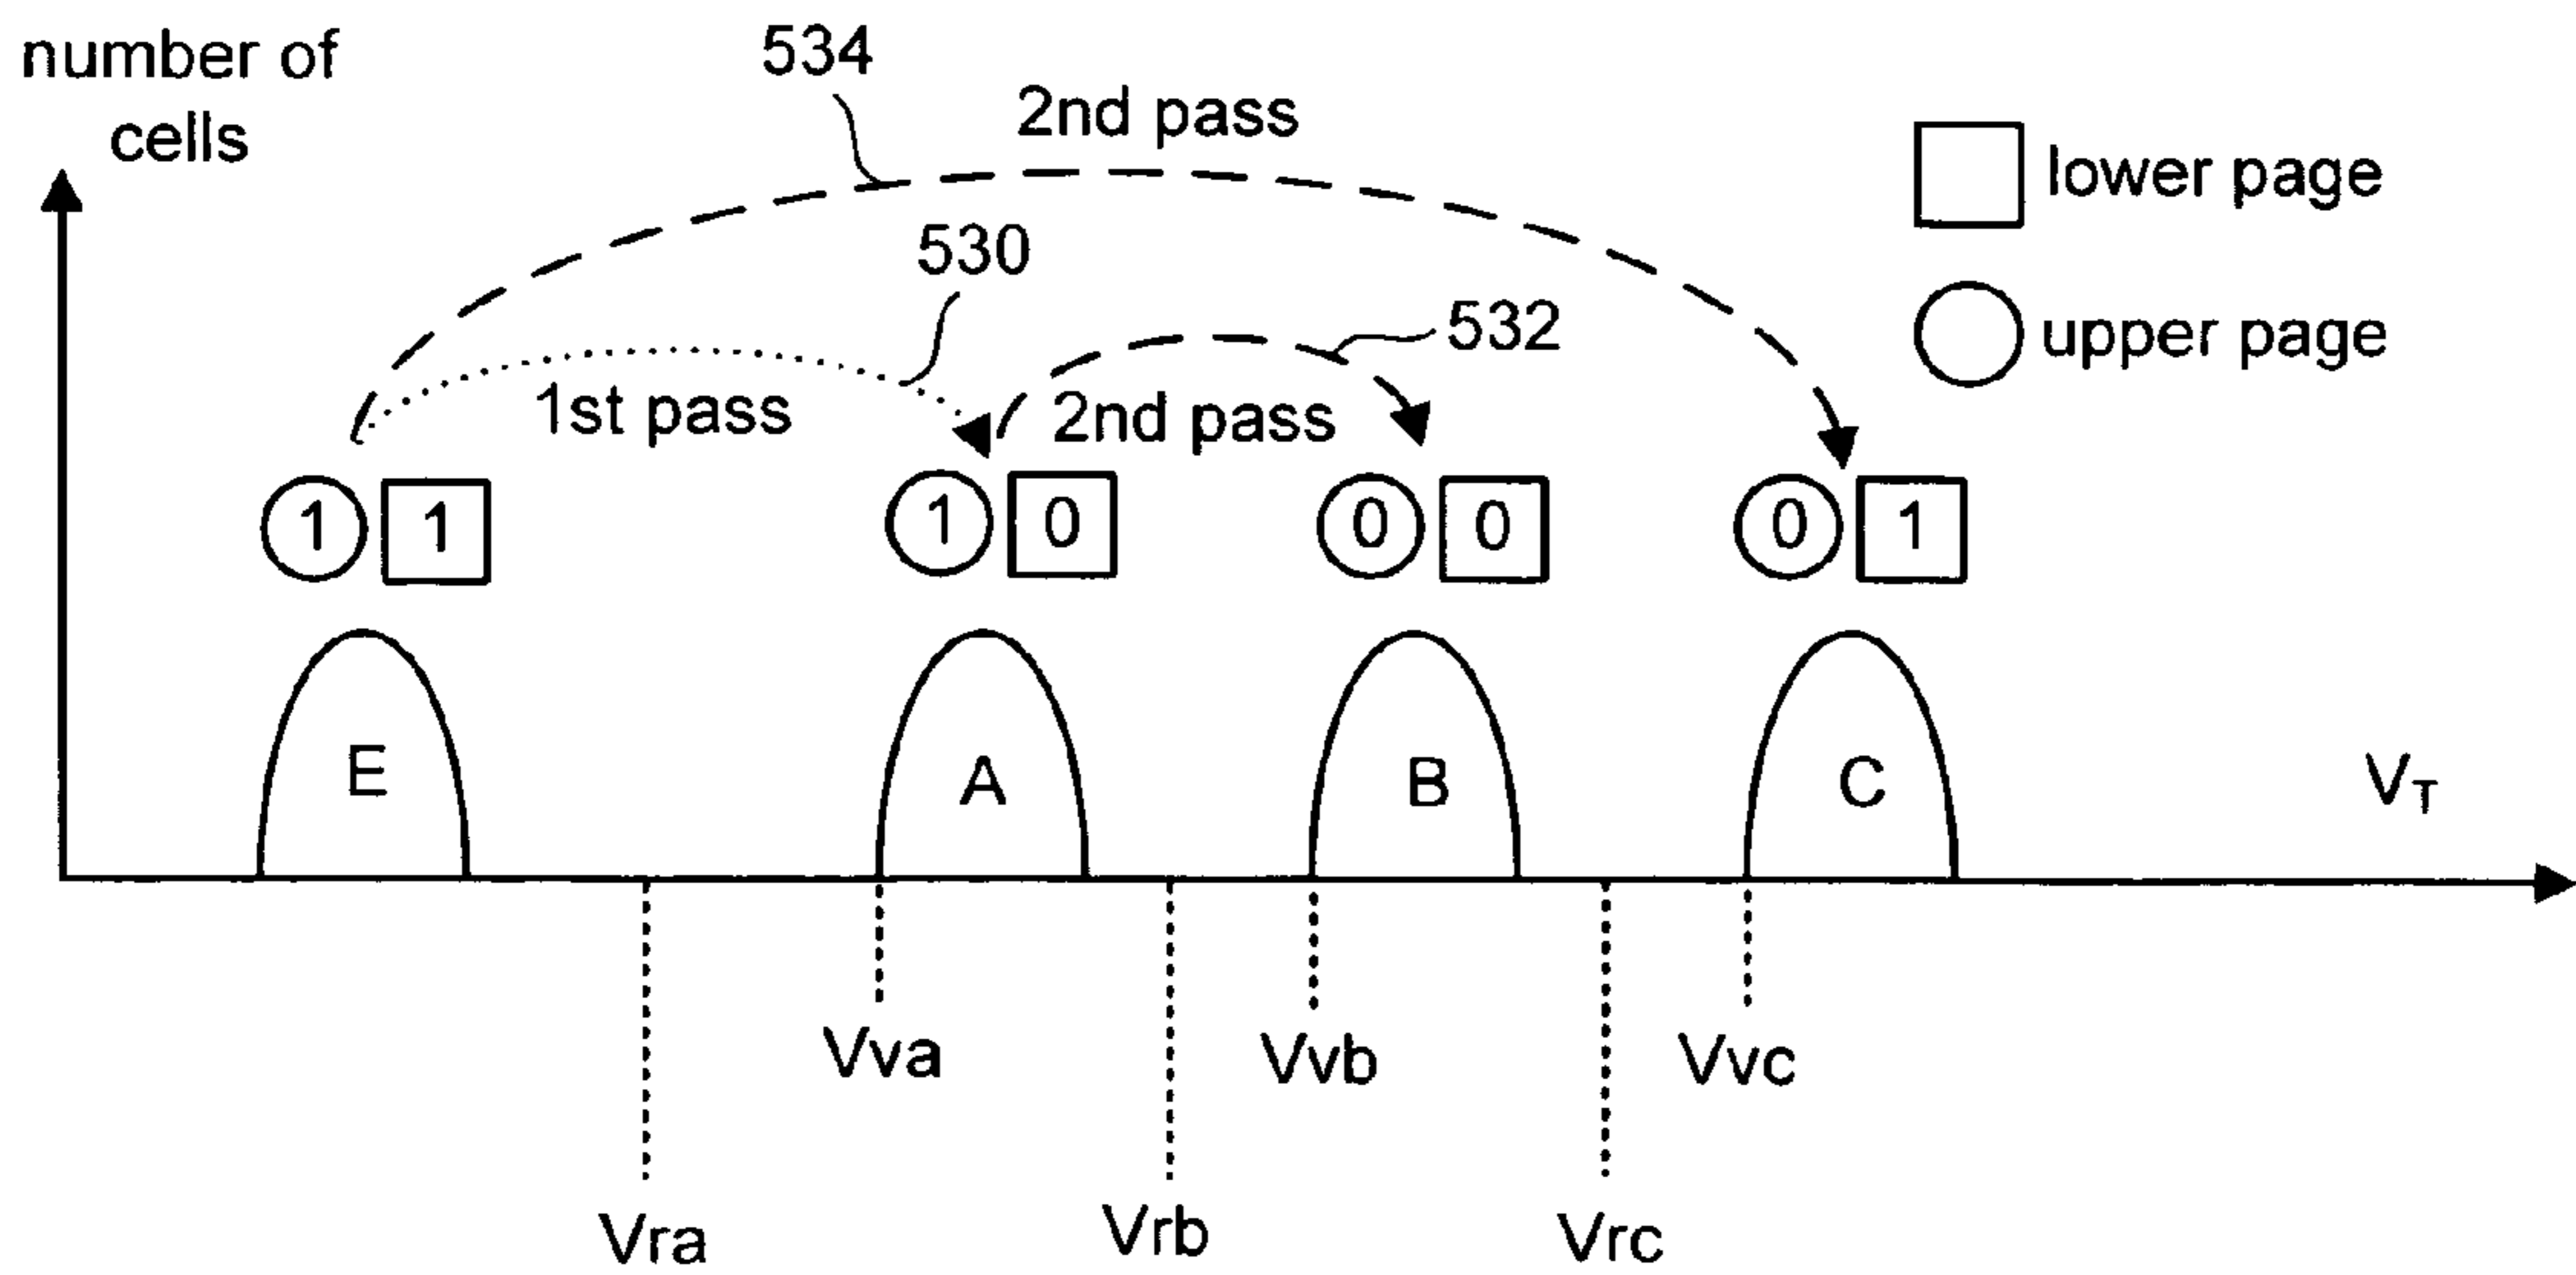 number of
cells
534
2nd pass
lower page
530
upper page
532
1st pass
2nd pass
1 1
1 0
0 0
0 1
E
A
B
C
VT
Vva
Vvb
Vvc
Vra
Vrb
Vrc